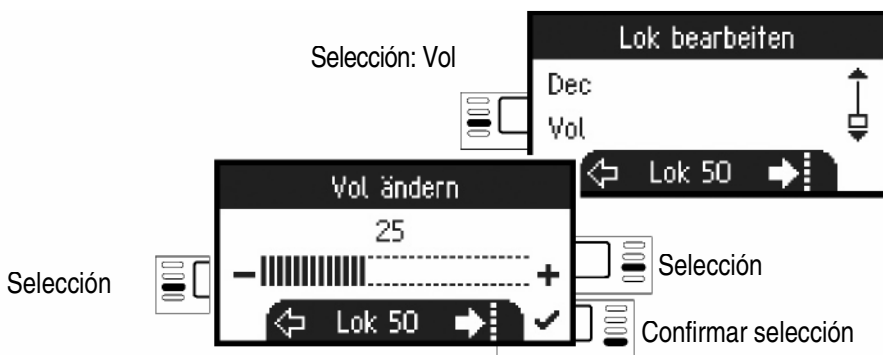 Lok bearbeiten
Selección: Vol
Dec
Vol
Lok 50
Vol ändern
25
Selección
Selección
Lok 50
Confirmar selección